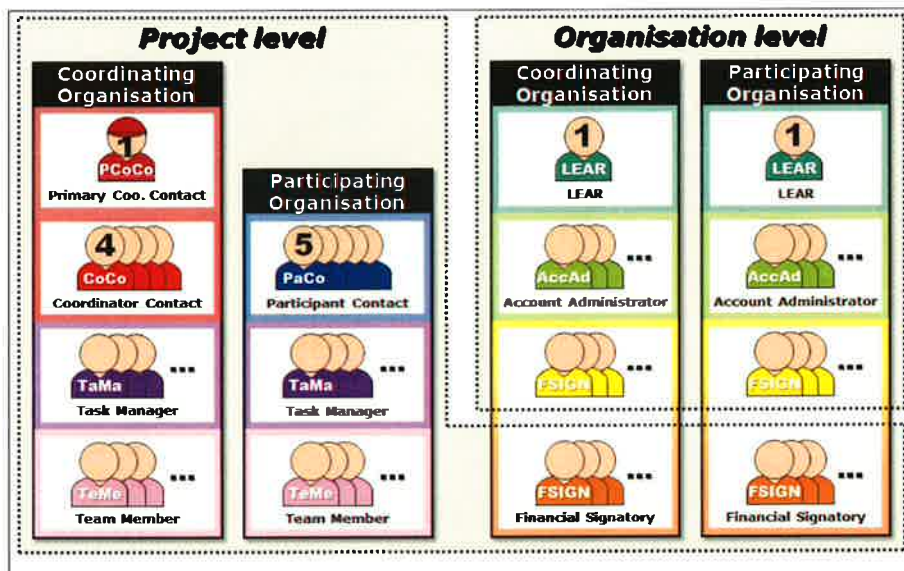 Project level
Organisation level
Coordinating
Organisation
1
PCoCo
Primary Coo. Contact
4
CoCo
Coordinator Contact
TaMa
...
Task Manager
TeMe
...
Team Member
Participating
Organisation
5
PaCo
Participant Contact
TaMa
...
Task Manager
TeMe
...
Team Member
Coordinating
Organisation
1
LEAR
LEAR
AccAd
...
Account Administrator
FSIGN
...
FSIGN
...
Financial Signatory
Participating
Organisation
1
LEAR
LEAR
AccAd
...
Account Administrator
FSIGN
...
FSIGN
...
Financial Signatory